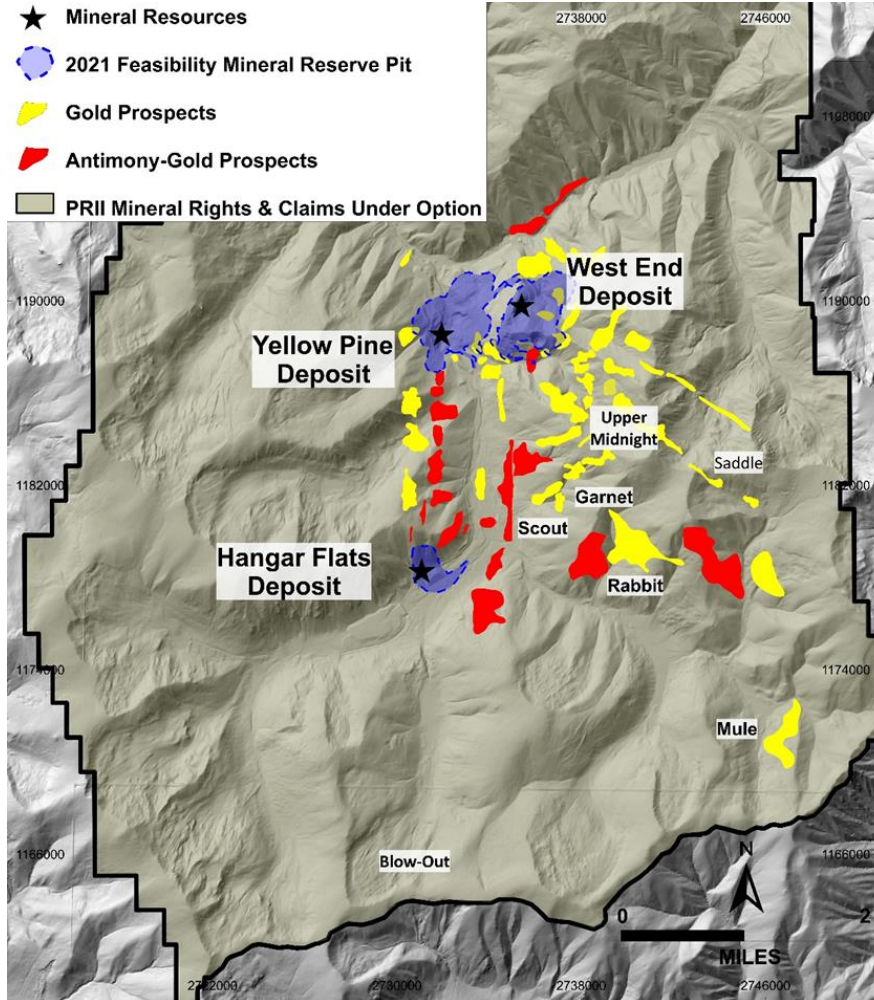 Mineral Resources
2021 Feasibility Mineral Reserve Pit
Gold Prospects
Antimony-Gold Prospects
PRII Mineral Rights & Claims Under Option
2738000
2746000
1198000
1190000
1190000
West End
Deposit
Yellow Pine
Deposit
Upper
Midnight
Saddle
1182000
1182000
Garnet
Scout
Hangar Flats
Deposit
Rabbit
1174000
1174000
Mule
1166000
1166000
Blow-Out
N
0
2
MILES
2722000
2730000
2738000
2746000